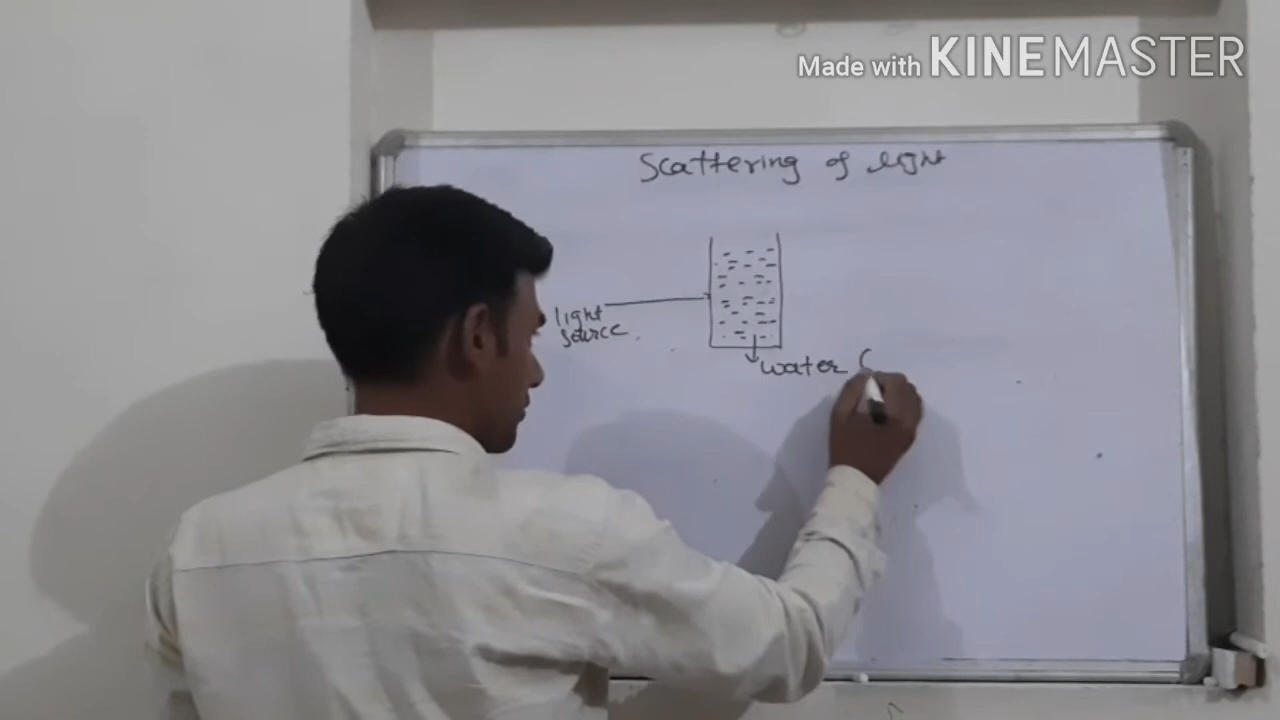 Made with KINEMASTER
Scattering of light
light
source
water (